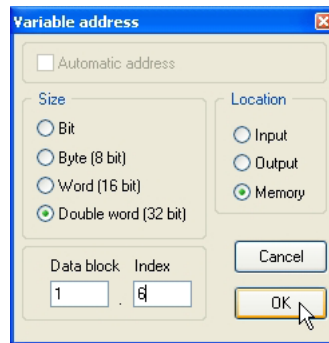 Variable address
Automatic address
Size
Bit
Byte (8 bit)
Word (16 bit)
Double word (32 bit)
Location
Input
Output
Memory
Data block Index
1 . 6
Cancel
OK